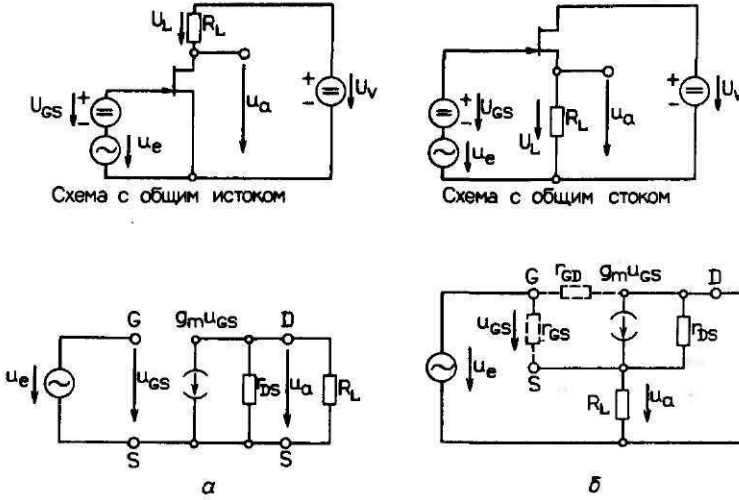 U_L R_L
+
-
U_GS
u_e
u_a
+
-
U_V
Схема с общим истоком
+
-
U_GS
u_e
U_L
R_L
u_a
+
-
U_V
Схема с общим стоком
G g_m u_GS D
u_e
u_GS
r_DS
u_a
R_L
S S
а
G r_GD g_m u_GS D
u_GS
r_GS
r_DS
u_e
S
R_L
u_a
б